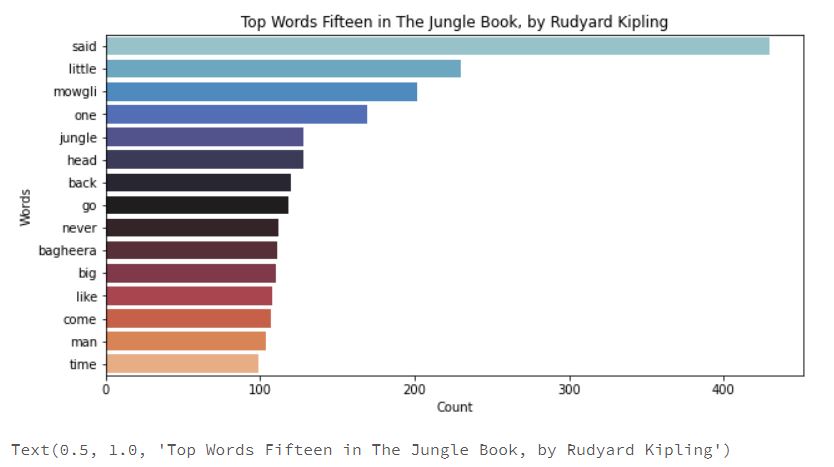 Top Words Fifteen in The Jungle Book, by Rudyard Kipling
said
little
mowgli
one
jungle
head
back
go
never
bagheera
big
like
come
man
time
Words
0 100 200 300 400
Count
Text(0.5, 1.0, 'Top Words Fifteen in The Jungle Book, by Rudyard Kipling')